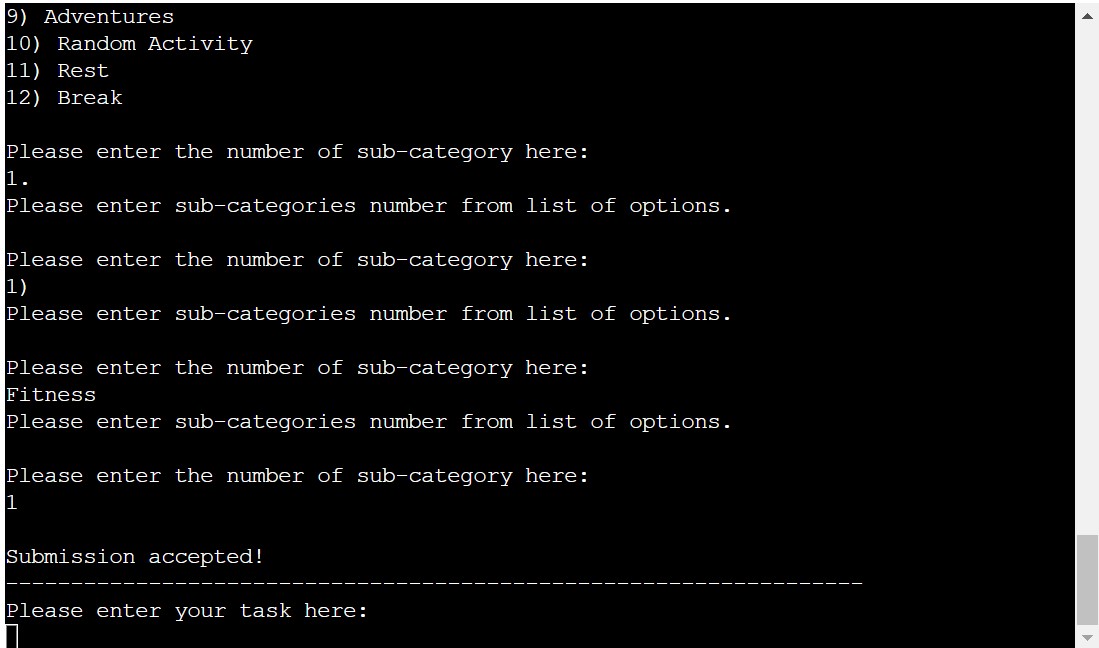 9) Adventures
10) Random Activity
11) Rest
12) Break
Please enter the number of sub-category here:
1.
Please enter sub-categories number from list of options.
Please enter the number of sub-category here:
1)
Please enter sub-categories number from list of options.
Please enter the number of sub-category here:
Fitness
Please enter sub-categories number from list of options.
Please enter the number of sub-category here:
1
Submission accepted!
------------------------------------------------------------------
Please enter your task here: